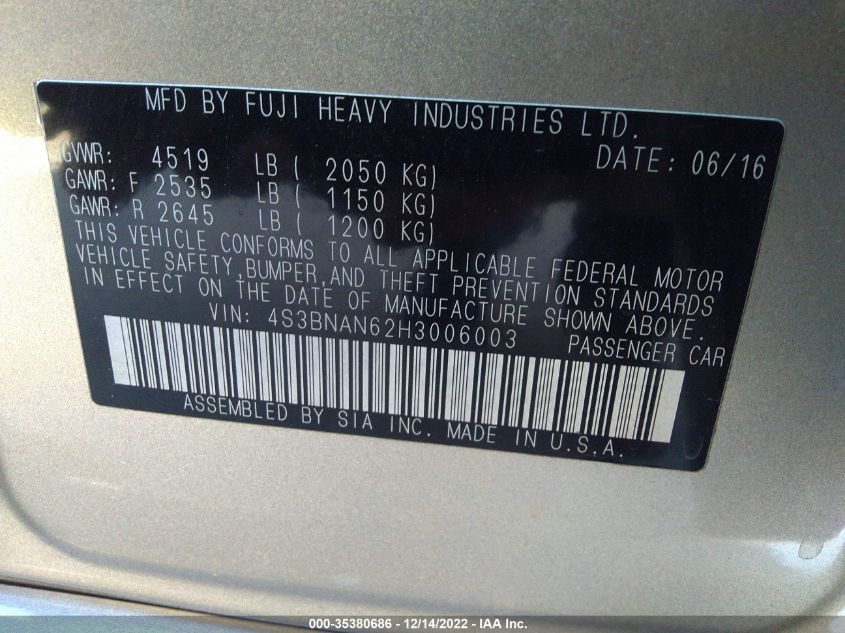 MFD BY FUJI HEAVY INDUSTRIES LTD.
GVWR: 4519 LB ( 2050 KG) DATE: 06/16
GAWR: F 2535 LB ( 1150 KG)
GAWR: R 2645 LB ( 1200 KG)
THIS VEHICLE CONFORMS TO ALL APPLICABLE FEDERAL MOTOR
VEHICLE SAFETY,BUMPER,AND THEFT PREVENTION STANDARDS
IN EFFECT ON THE DATE OF MANUFACTURE SHOWN ABOVE.
VIN: 4S3BNAN62H3006003 PASSENGER CAR
ASSEMBLED BY SIA INC. MADE IN U.S.A.
000-35380686 - 12/14/2022 - IAA Inc.